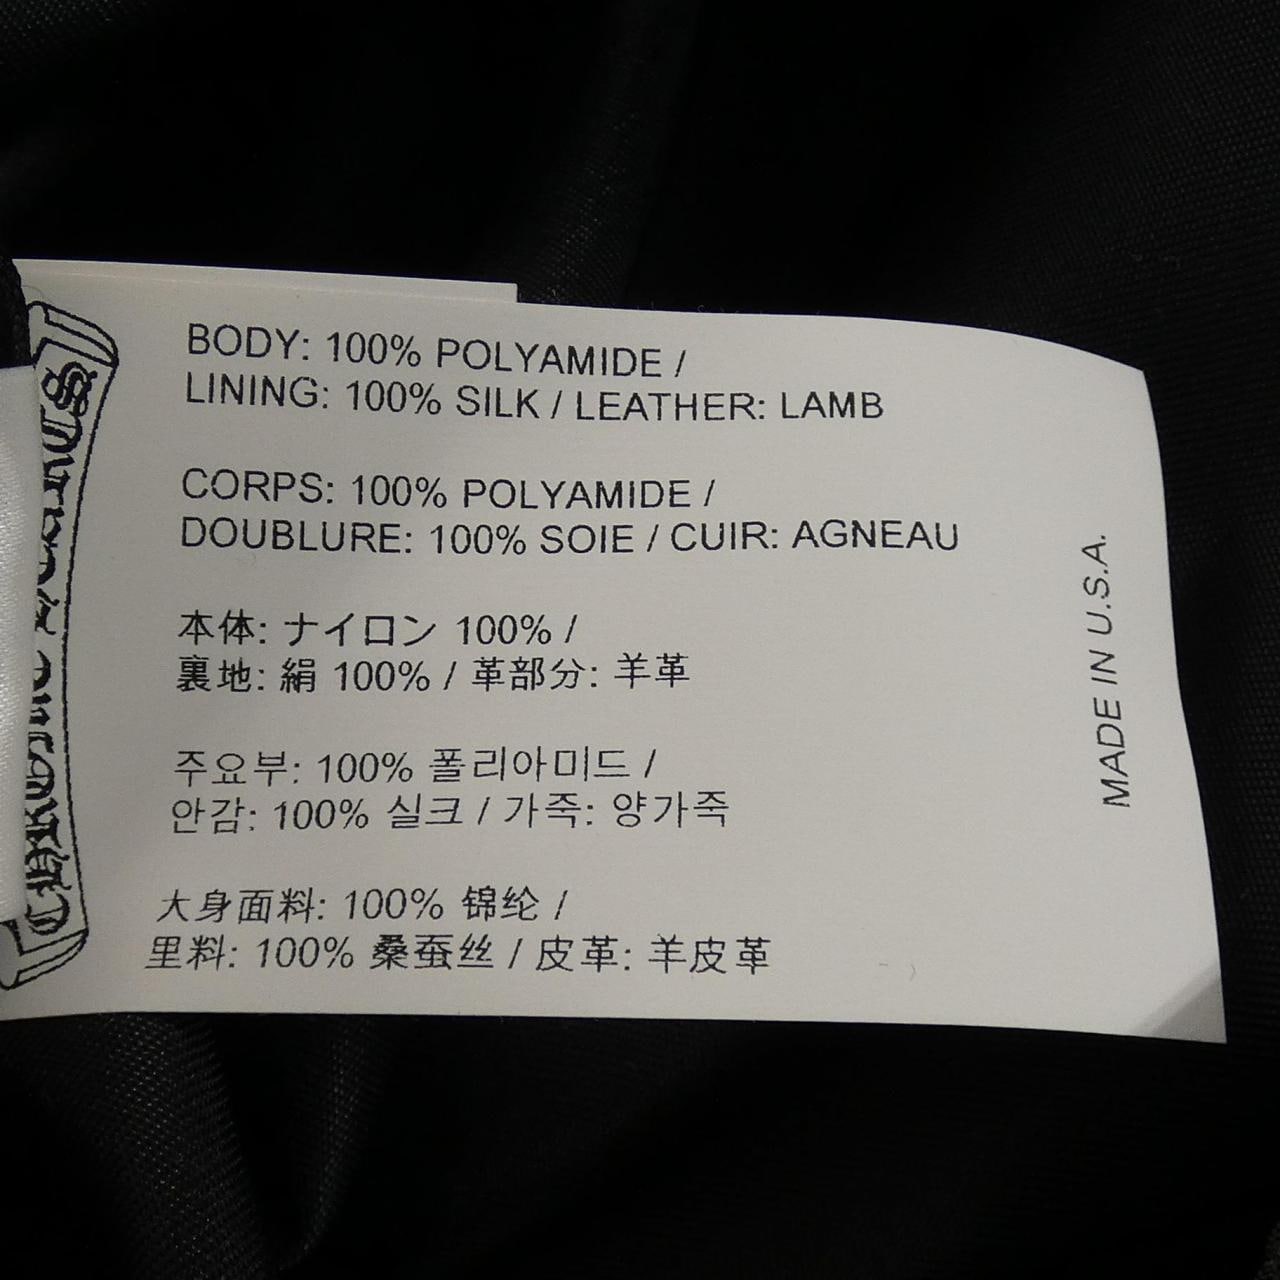 BODY: 100% POLYAMIDE /
LINING: 100% SILK / LEATHER: LAMB
CORPS: 100% POLYAMIDE /
DOUBLURE: 100% SOIE / CUIR: AGNEAU
本体: ナイロン 100% /
裏地: 絹 100% / 革部分: 羊革
주요부: 100% 폴리아미드 /
안감: 100% 실크 / 가죽: 양가죽
大身面料: 100% 锦纶 /
里料: 100% 桑蚕丝 / 皮革: 羊皮革
MADE IN U.S.A.